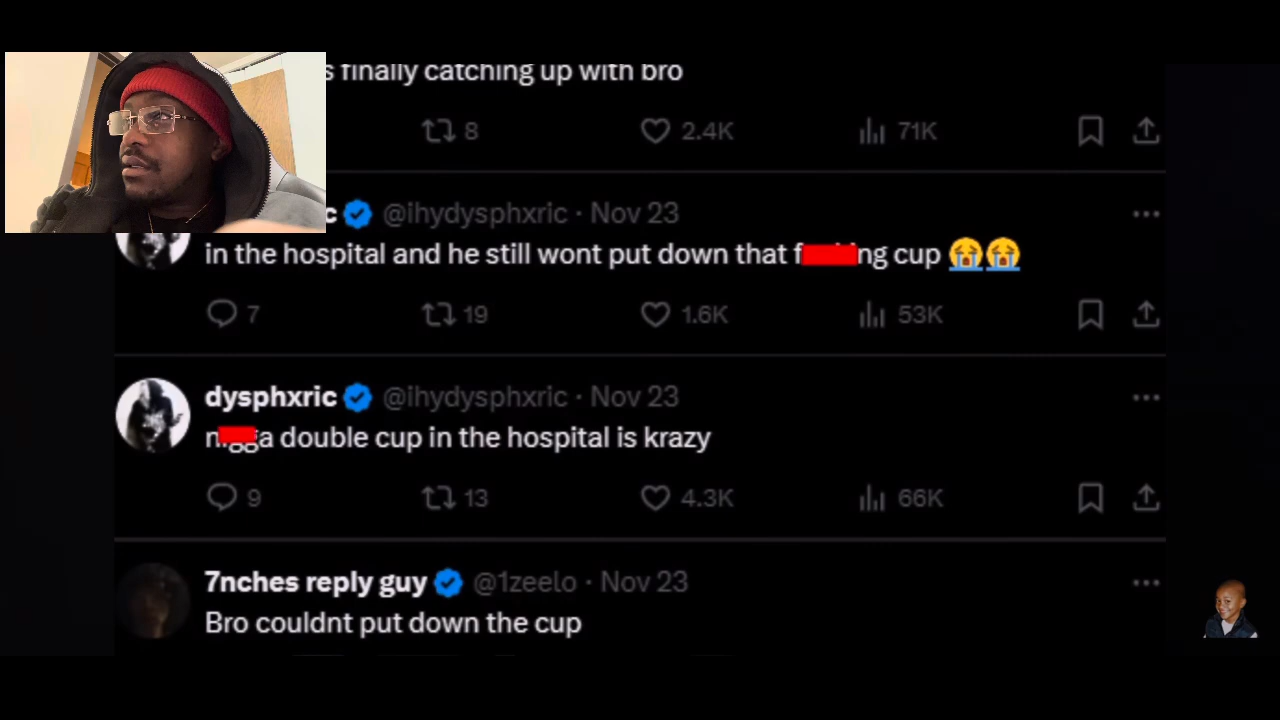 s finally catching up with bro
8 2.4K 71K
c @ihydysphxric · Nov 23
in the hospital and he still wont put down that f ng cup 😭😭
7 19 1.6K 53K
dysphxric @ihydysphxric · Nov 23
n gga double cup in the hospital is krazy
9 13 4.3K 66K
7nches reply guy @1zeelo · Nov 23
Bro couldnt put down the cup